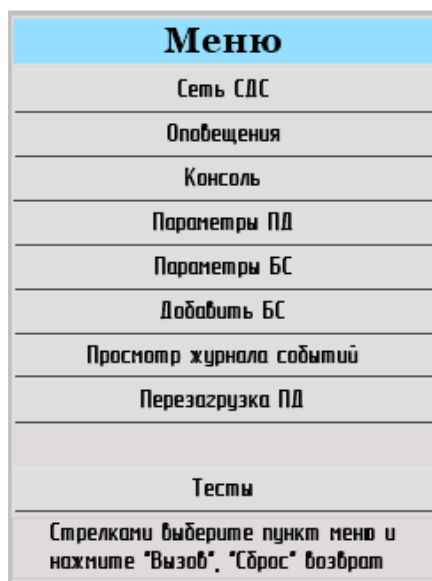 Меню
Сеть СДС
Оповещения
Консоль
Параметры ПД
Параметры БС
Добавить БС
Просмотр журнала событий
Перезагрузка ПД
Тесты
Стрелками выберите пункт меню и
нажмите "Вызов", "Сброс" возврат